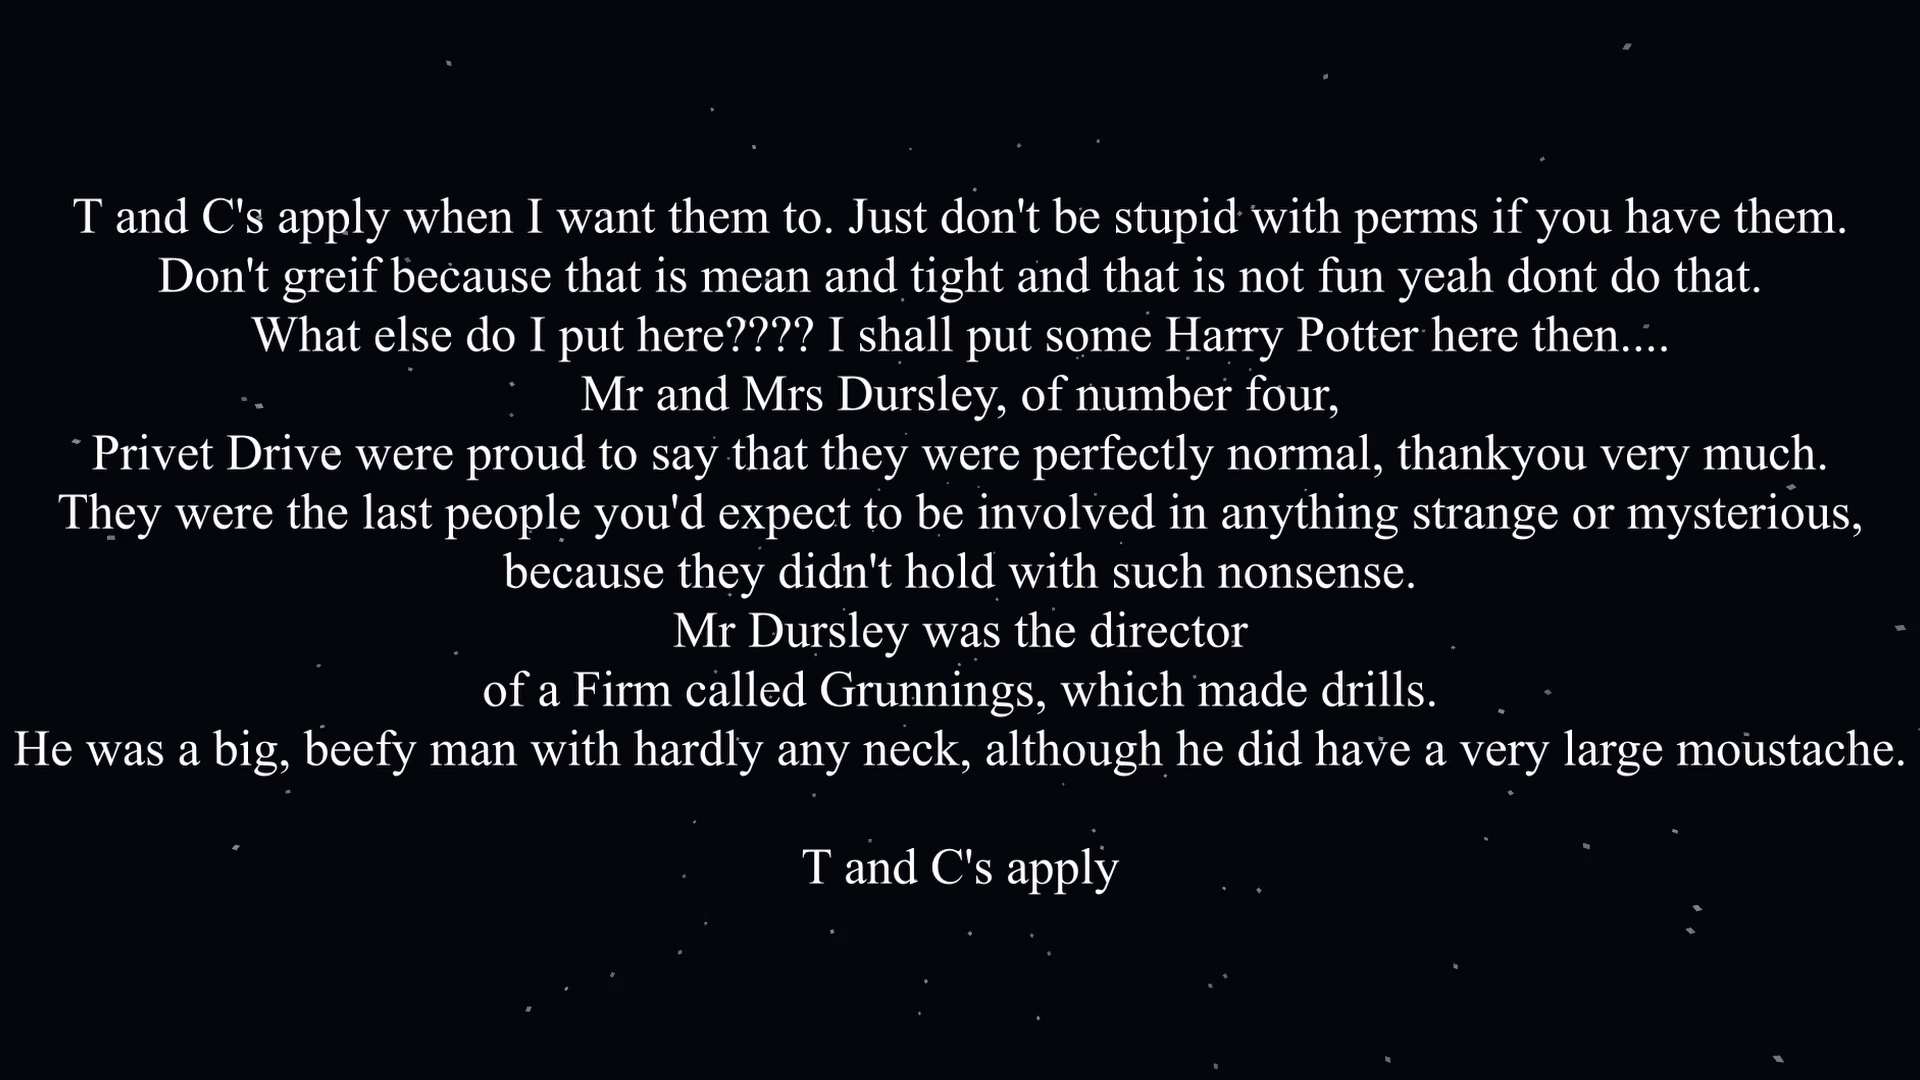 T and C's apply when I want them to. Just don't be stupid with perms if you have them.
Don't greif because that is mean and tight and that is not fun yeah dont do that.
What else do I put here???? I shall put some Harry Potter here then....
Mr and Mrs Dursley, of number four,
Privet Drive were proud to say that they were perfectly normal, thankyou very much.
They were the last people you'd expect to be involved in anything strange or mysterious,
because they didn't hold with such nonsense.
Mr Dursley was the director
of a Firm called Grunnings, which made drills.
He was a big, beefy man with hardly any neck, although he did have a very large moustache.
T and C's apply